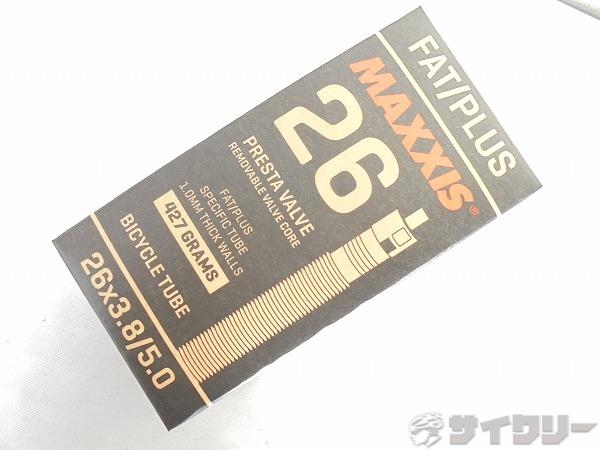 FAT/PLUS
MAXXIS®
26
PRESTA VALVE
REMOVABLE VALVE CORE
FAT/PLUS
SPECIFIC TUBE
1.0MM THICK WALLS
427 GRAMS
BICYCLE TUBE
26x3.8/5.0
サイクリー